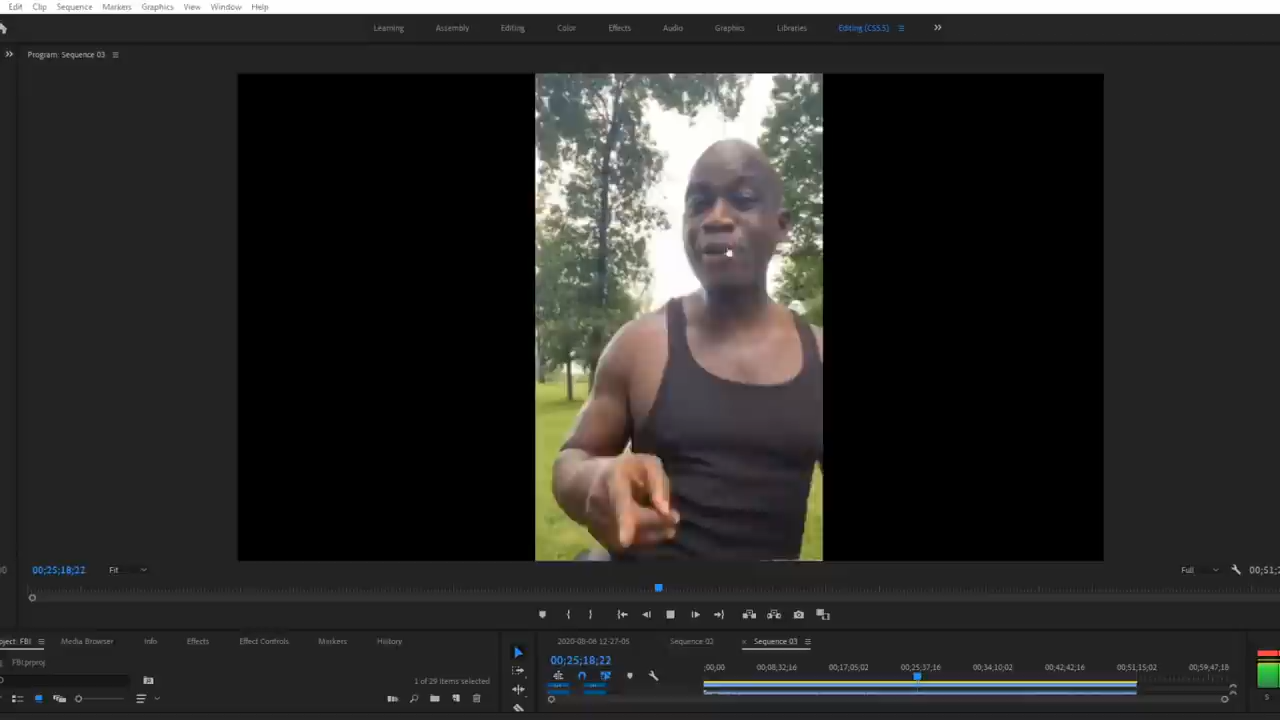 Edit Clip Sequence Markers Graphics View Window Help
Learning Assembly Editing Color Effects Audio Graphics Libraries Editing (CS5.5)
Program: Sequence 03
00;25;18;22 Fit Full
Media Browser Info Effects Effect Controls Markers History
2020-08-06 12-27-05 Sequence 02 × Sequence 03
FBI.prproj
00;25;18;22
;00;00 00;08;32;16 00;17;05;02 00;25;37;16 00;34;10;02 00;42;42;16 00;51;15;02 00;59;47;18
1 of 29 items selected